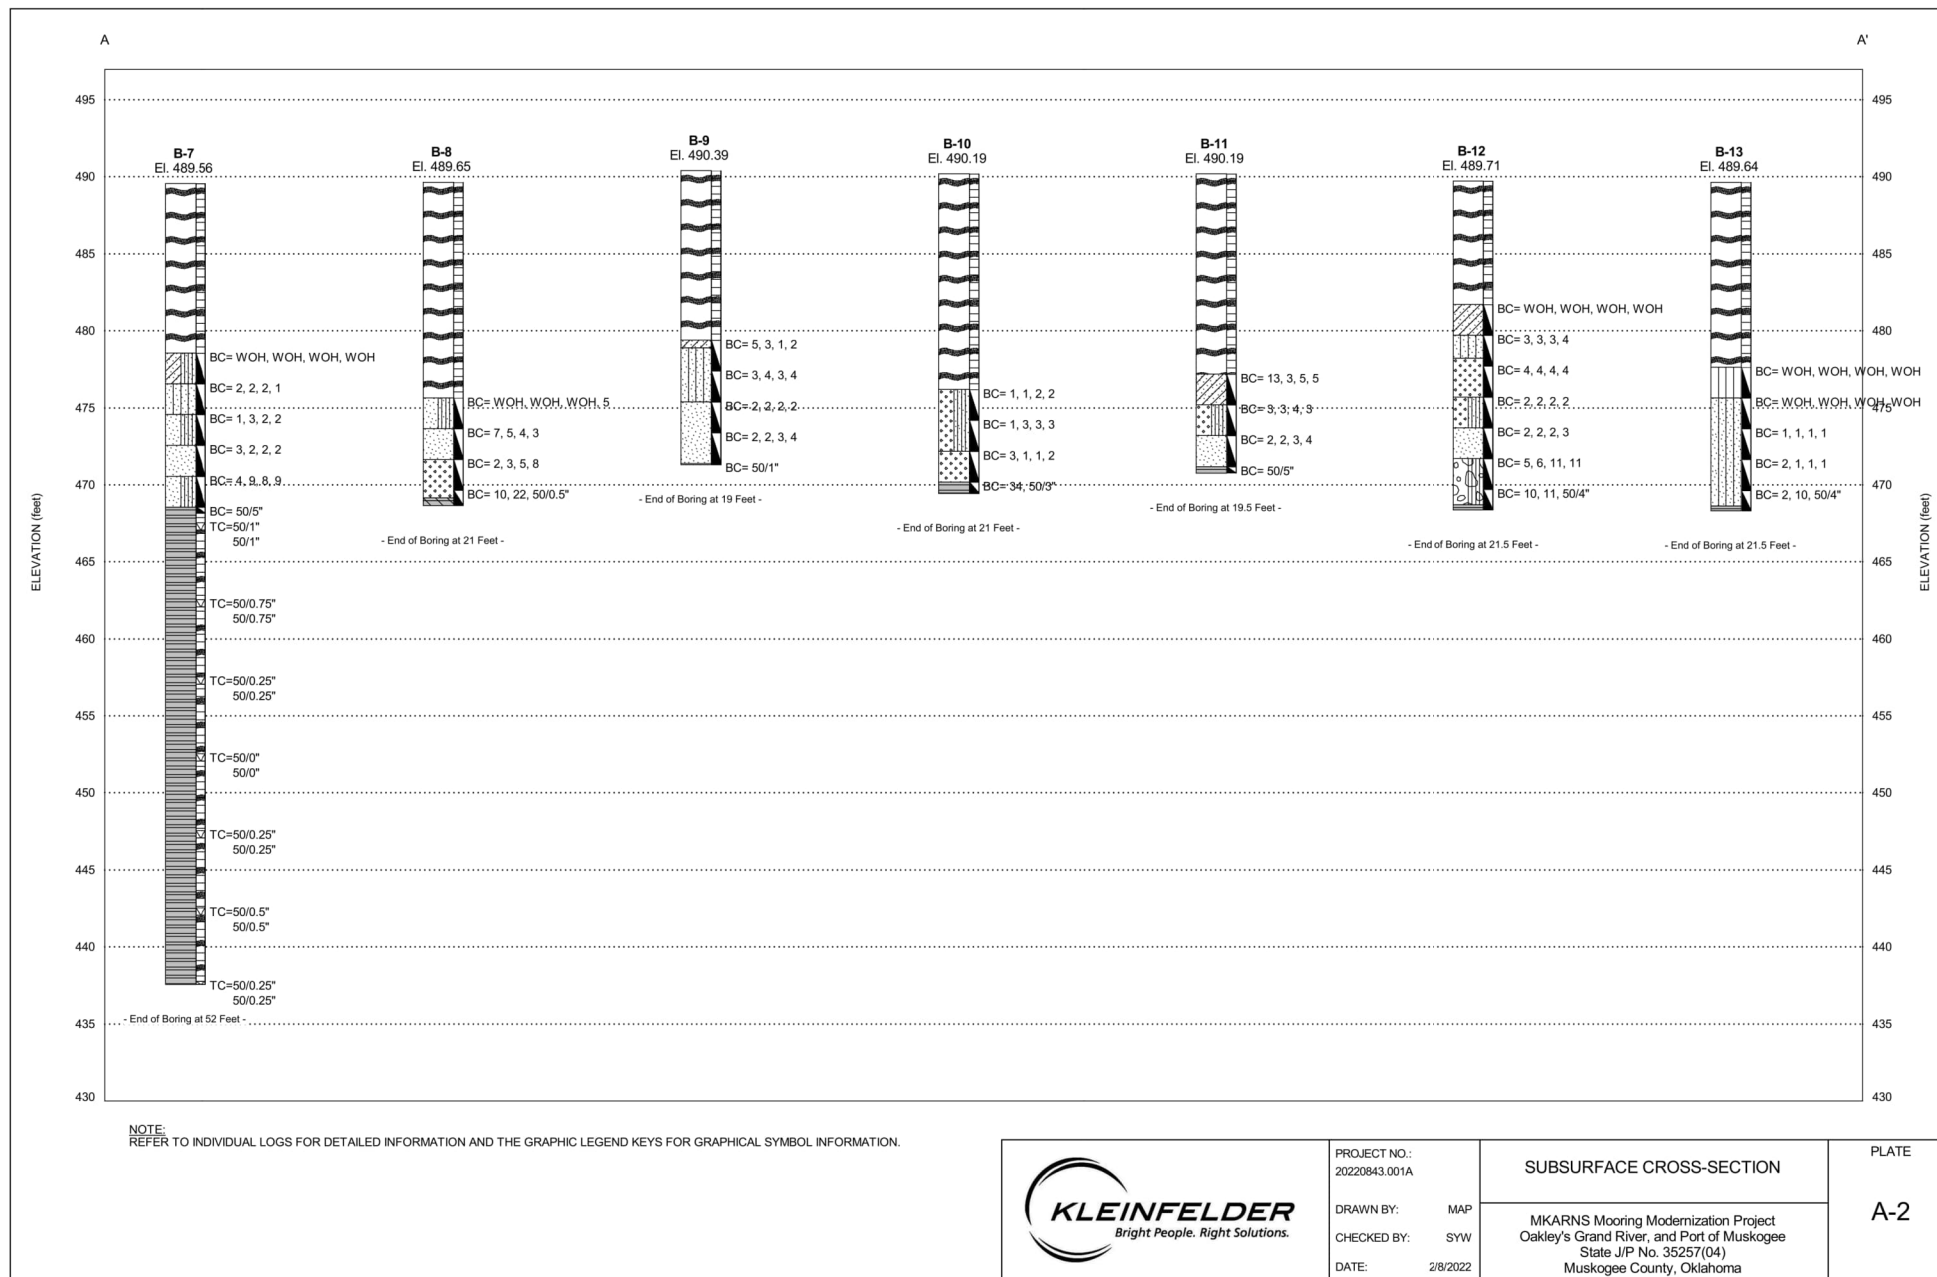 A
A'
495
490
485
480
475
470
465
460
455
450
445
440
435
430
ELEVATION (feet)
B-7
El. 489.56
BC= WOH, WOH, WOH, WOH
BC= 2, 2, 2, 1
BC= 1, 3, 2, 2
BC= 3, 2, 2, 2
BC= 4, 9, 8, 9
BC= 50/5"
TC=50/1"
50/1"
TC=50/0.75"
50/0.75"
TC=50/0.25"
50/0.25"
TC=50/0"
50/0"
TC=50/0.25"
50/0.25"
TC=50/0.5"
50/0.5"
TC=50/0.25"
50/0.25"
- End of Boring at 52 Feet -
B-8
El. 489.65
BC= WOH, WOH, WOH, 5
BC= 7, 5, 4, 3
BC= 2, 3, 5, 8
BC= 10, 22, 50/0.5"
- End of Boring at 21 Feet -
B-9
El. 490.39
BC= 5, 3, 1, 2
BC= 3, 4, 3, 4
BC= 2, 2, 2, 2
BC= 2, 2, 3, 4
BC= 50/1"
- End of Boring at 19 Feet -
B-10
El. 490.19
BC= 1, 1, 2, 2
BC= 1, 3, 3, 3
BC= 3, 1, 1, 2
BC= 34, 50/3"
- End of Boring at 21 Feet -
B-11
El. 490.19
BC= 13, 3, 5, 5
BC= 3, 3, 4, 3
BC= 2, 2, 3, 4
BC= 50/5"
- End of Boring at 19.5 Feet -
B-12
El. 489.71
BC= WOH, WOH, WOH, WOH
BC= 3, 3, 3, 4
BC= 4, 4, 4, 4
BC= 2, 2, 2, 2
BC= 2, 2, 2, 3
BC= 5, 6, 11, 11
BC= 10, 11, 50/4"
- End of Boring at 21.5 Feet -
B-13
El. 489.64
BC= WOH, WOH, WOH, WOH
BC= WOH, WOH, WOH, WOH
BC= 1, 1, 1, 1
BC= 2, 1, 1, 1
BC= 2, 10, 50/4"
- End of Boring at 21.5 Feet -
495
490
485
480
475
470
465
460
455
450
445
440
435
430
ELEVATION (feet)
NOTE:
REFER TO INDIVIDUAL LOGS FOR DETAILED INFORMATION AND THE GRAPHIC LEGEND KEYS FOR GRAPHICAL SYMBOL INFORMATION.
KLEINFELDER
Bright People. Right Solutions.
PROJECT NO.:
20220843.001A
DRAWN BY: MAP
CHECKED BY: SYW
DATE: 2/8/2022
SUBSURFACE CROSS-SECTION
MKARNS Mooring Modernization Project
Oakley's Grand River, and Port of Muskogee
State J/P No. 35257(04)
Muskogee County, Oklahoma
PLATE
A-2